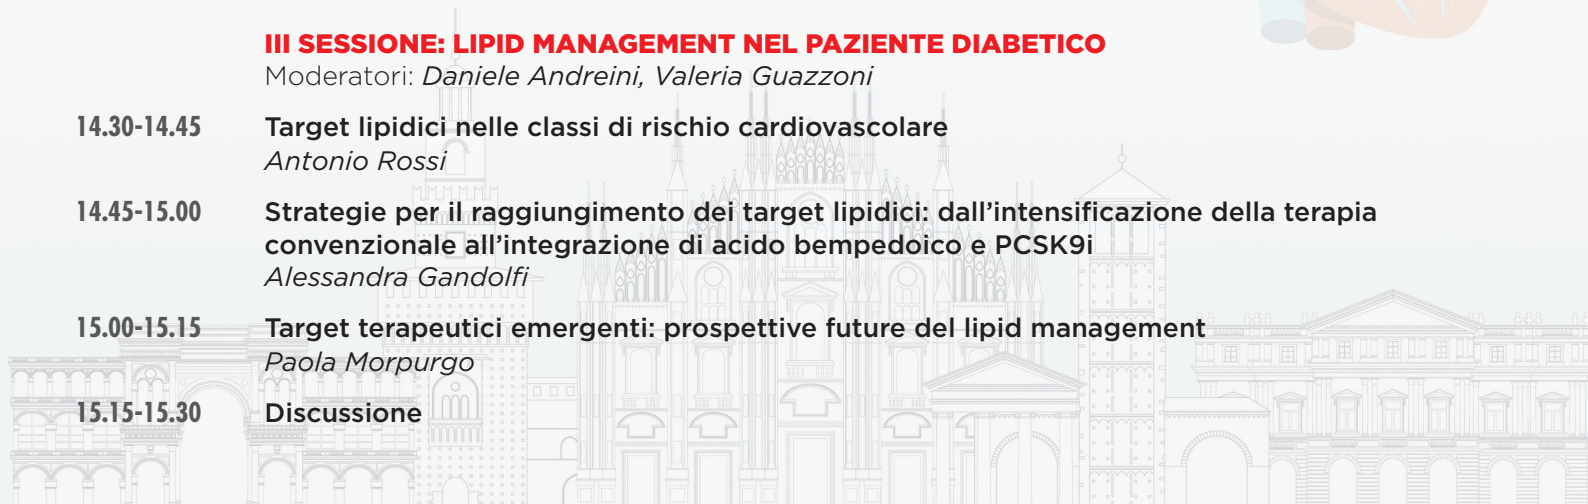 III SESSIONE: LIPID MANAGEMENT NEL PAZIENTE DIABETICO
Moderatori: Daniele Andreini, Valeria Guazzoni
14.30-14.45 Target lipidici nelle classi di rischio cardiovascolare
Antonio Rossi
14.45-15.00 Strategie per il raggiungimento dei target lipidici: dall’intensificazione della terapia
convenzionale all’integrazione di acido bempedoico e PCSK9i
Alessandra Gandolfi
15.00-15.15 Target terapeutici emergenti: prospettive future del lipid management
Paola Morpurgo
15.15-15.30 Discussione